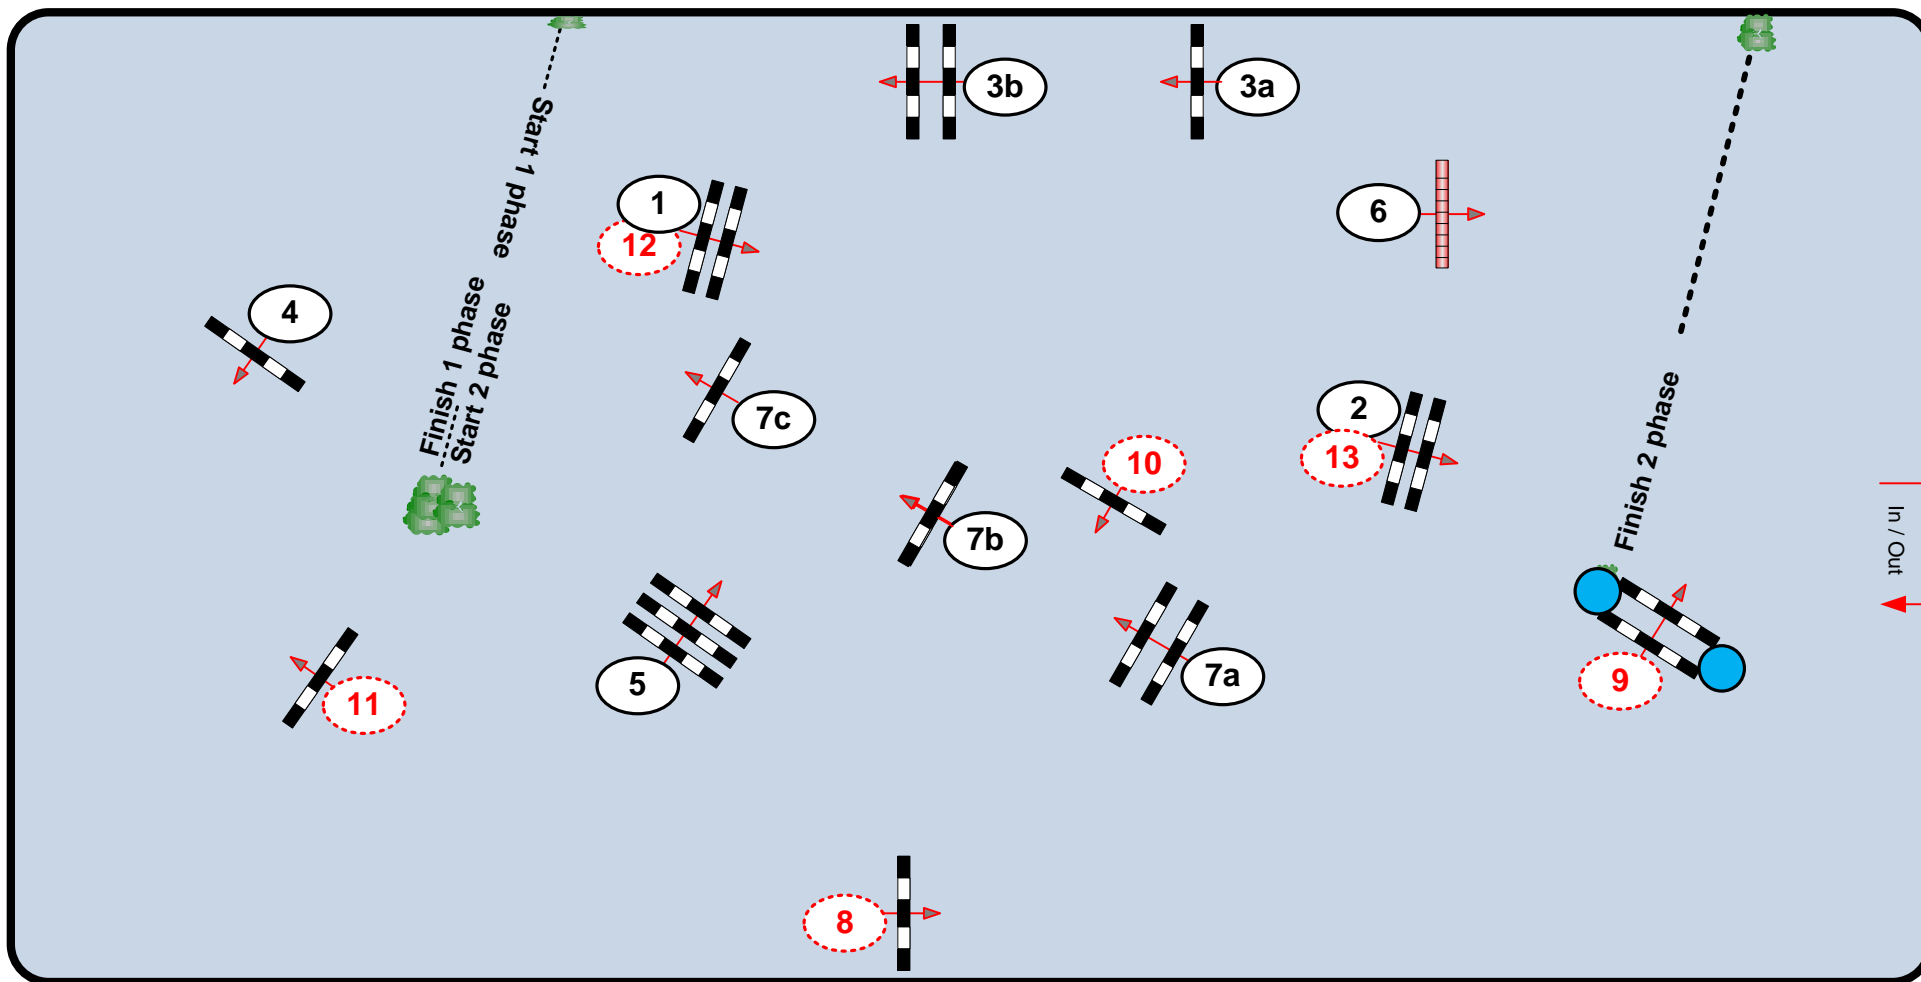 3b
3a
Start 1 phase
1
12
6
4
Finish 1 phase
Start 2 phase
7c
2
13
10
Finish 2 phase
7b
In / Out
5
7a
9
11
8